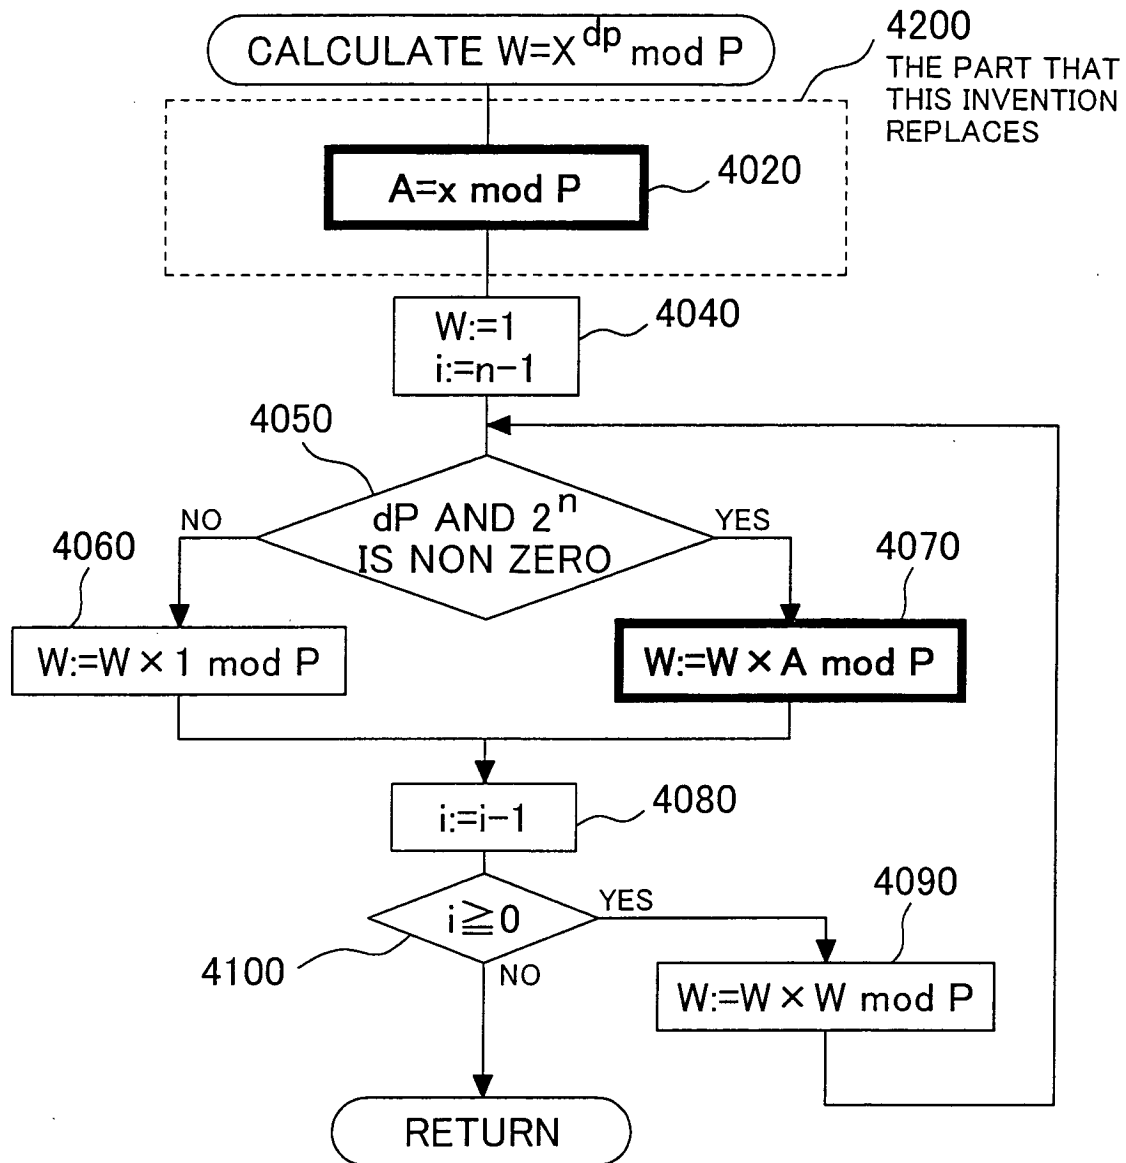 CALCULATE W=X^dp mod P
4200
THE PART THAT
THIS INVENTION
REPLACES
A=x mod P
4020
W:=1
i:=n-1
4040
4050
dP AND 2^n
IS NON ZERO
NO
YES
4060
4070
W:=W×1 mod P
W:=W×A mod P
i:=i-1
4080
i≧0
YES
4090
4100
NO
W:=W×W mod P
RETURN